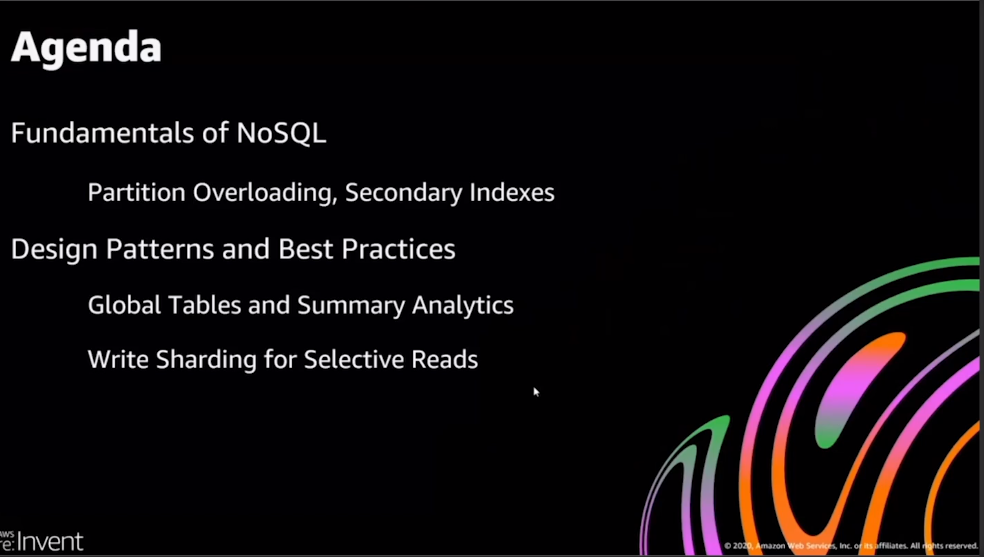 Agenda
Fundamentals of NoSQL
Partition Overloading, Secondary Indexes
Design Patterns and Best Practices
Global Tables and Summary Analytics
Write Sharding for Selective Reads
AWS
re:Invent
© 2020, Amazon Web Services, Inc. or its affiliates. All rights reserved.